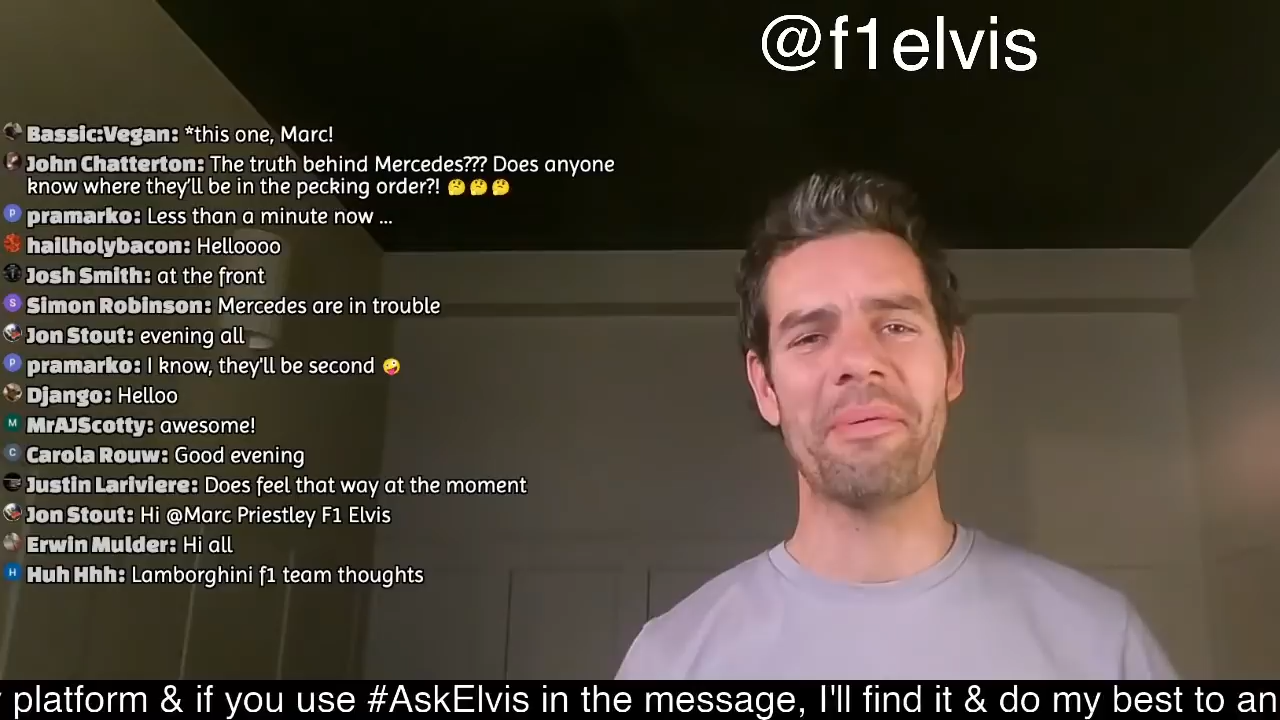 @f1elvis
Bassic:Vegan: *this one, Marc!
John Chatterton: The truth behind Mercedes??? Does anyone
know where they'll be in the pecking order?! 🤔🤔🤔
P pramarko: Less than a minute now ...
hailholybacon: Helloooo
Josh Smith: at the front
S Simon Robinson: Mercedes are in trouble
Jon Stout: evening all
P pramarko: I know, they'll be second 🤪
Django: Helloo
M MrAJScotty: awesome!
C Carola Rouw: Good evening
Justin Lariviere: Does feel that way at the moment
Jon Stout: Hi @Marc Priestley F1 Elvis
Erwin Mulder: Hi all
H Huh Hhh: Lamborghini f1 team thoughts
platform & if you use #AskElvis in the message, I'll find it & do my best to an